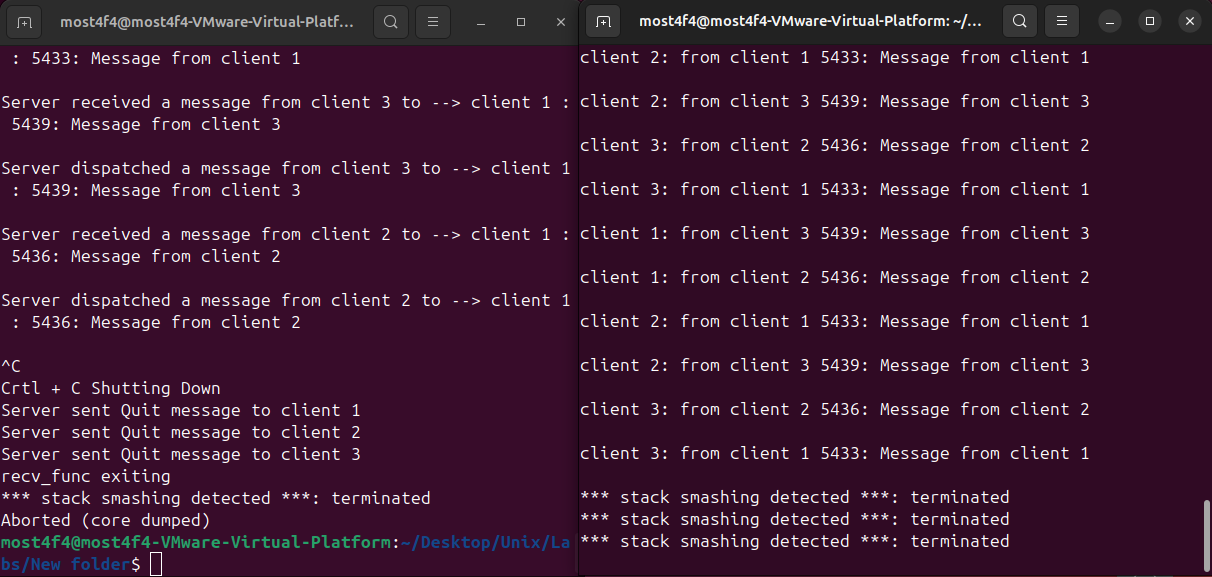 most4f4@most4f4-VMware-Virtual-Platf...
: 5433: Message from client 1
Server received a message from client 3 to --> client 1 :
5439: Message from client 3
Server dispatched a message from client 3 to --> client 1
: 5439: Message from client 3
Server received a message from client 2 to --> client 1 :
5436: Message from client 2
Server dispatched a message from client 2 to --> client 1
: 5436: Message from client 2
^C
Crtl + C Shutting Down
Server sent Quit message to client 1
Server sent Quit message to client 2
Server sent Quit message to client 3
recv_func exiting
*** stack smashing detected ***: terminated
Aborted (core dumped)
most4f4@most4f4-VMware-Virtual-Platform:~/Desktop/Unix/La
bs/New folder$
most4f4@most4f4-VMware-Virtual-Platform: ~/...
client 2: from client 1 5433: Message from client 1
client 2: from client 3 5439: Message from client 3
client 3: from client 2 5436: Message from client 2
client 3: from client 1 5433: Message from client 1
client 1: from client 3 5439: Message from client 3
client 1: from client 2 5436: Message from client 2
client 2: from client 1 5433: Message from client 1
client 2: from client 3 5439: Message from client 3
client 3: from client 2 5436: Message from client 2
client 3: from client 1 5433: Message from client 1
*** stack smashing detected ***: terminated
*** stack smashing detected ***: terminated
*** stack smashing detected ***: terminated